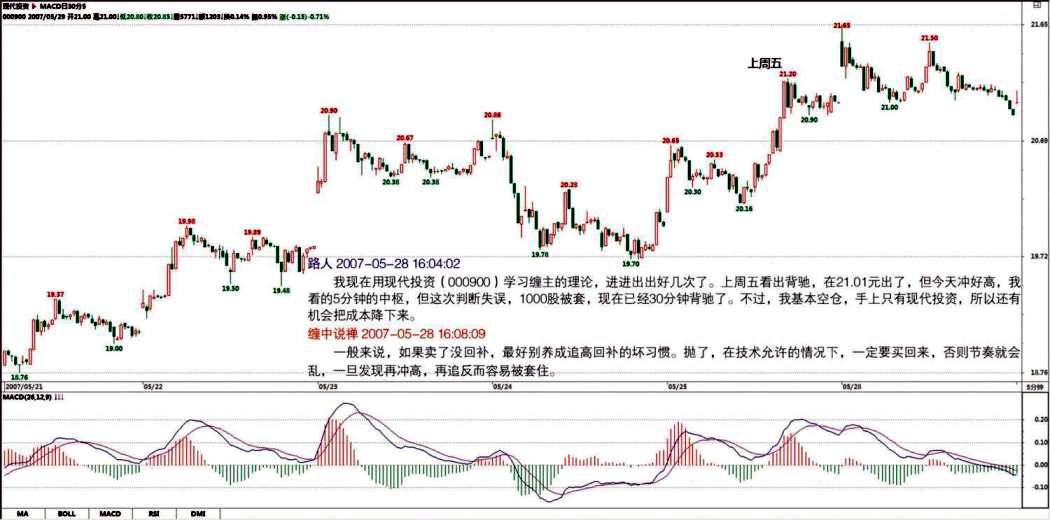 现代投资 MACD日30分5
000900 2007/05/29 开21.00 高21.00 低20.80 收20.85 量5771 额1203 换0.14% 振0.95% 涨(-0.15)-0.71%
21.65
21.65
上周五
21.50
21.20
21.00
20.90
20.90
20.86
20.69
20.67
20.65
20.53
20.38
20.38
20.30
20.28
20.16
19.98
19.89
19.78
19.72
19.70
19.50
19.48
19.37
19.00
18.76
18.76
路人 2007-05-28 16:04:02
我现在用现代投资（000900）学习缠主的理论，进进出出好几次了。上周五看出背驰，在21.01元出了，但今天冲好高，我
看的5分钟的中枢，但这次判断失误，1000股被套，现在已经30分钟背驰了。不过，我基本空仓，手上只有现代投资，所以还有
机会把成本降下来。
缠中说禅 2007-05-28 16:08:09
一般来说，如果卖了没回补，最好别养成追高回补的坏习惯。抛了，在技术允许的情况下，一定要买回来，否则节奏就会
乱，一旦发现再冲高，再追反而容易被套住。
2007/05/21 05/22 05/23 05/24 05/25 05/28 5分钟
MACD(26,12,9)
0.20
0.10
0.00
-0.10
MA BOLL MACD RSI DMI